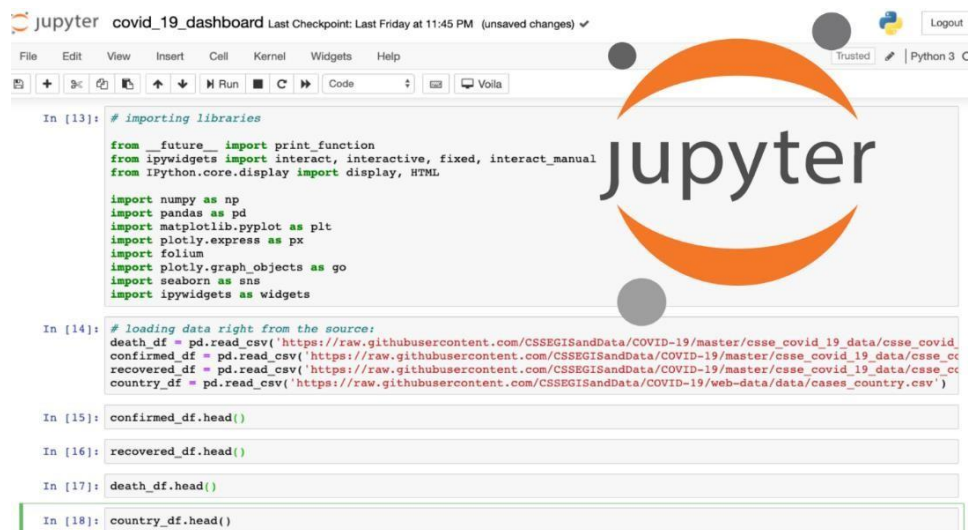 jupyter covid_19_dashboard Last Checkpoint: Last Friday at 11:45 PM (unsaved changes)
Logout
File Edit View Insert Cell Kernel Widgets Help
Trusted Python 3
Run Code Voila
In [13]: # importing libraries
from __future__ import print_function
from ipywidgets import interact, interactive, fixed, interact_manual
from IPython.core.display import display, HTML
import numpy as np
import pandas as pd
import matplotlib.pyplot as plt
import plotly.express as px
import folium
import plotly.graph_objects as go
import seaborn as sns
import ipywidgets as widgets
jupyter
In [14]: # loading data right from the source:
death_df = pd.read_csv('https://raw.githubusercontent.com/CSSEGISandData/COVID-19/master/csse_covid_19_data/csse_covid_
confirmed_df = pd.read_csv('https://raw.githubusercontent.com/CSSEGISandData/COVID-19/master/csse_covid_19_data/csse_co
recovered_df = pd.read_csv('https://raw.githubusercontent.com/CSSEGISandData/COVID-19/master/csse_covid_19_data/csse_co
country_df = pd.read_csv('https://raw.githubusercontent.com/CSSEGISandData/COVID-19/web-data/data/cases_country.csv')
In [15]: confirmed_df.head()
In [16]: recovered_df.head()
In [17]: death_df.head()
In [18]: country_df.head()